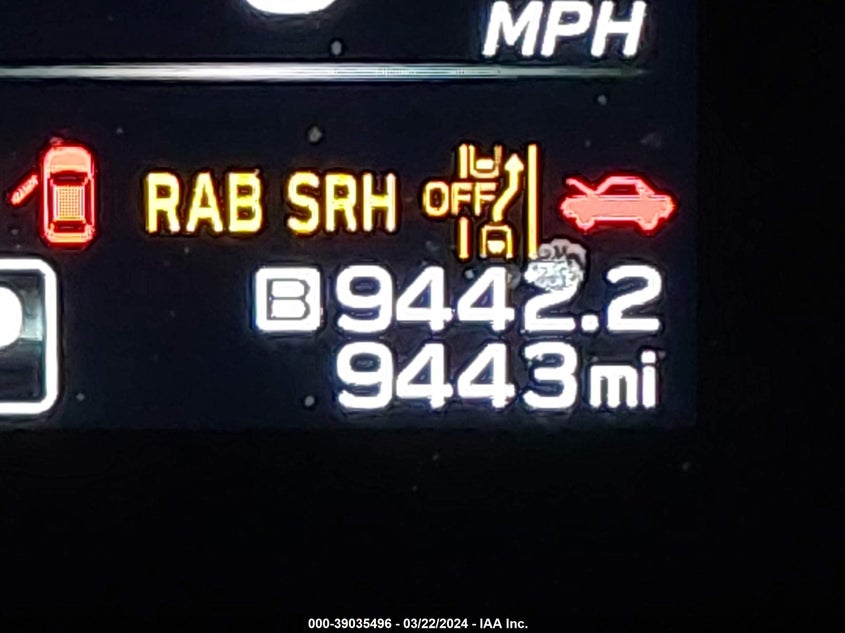 MPH
RAB SRH OFF
B 9442.2
9443 mi
000-39035496 - 03/22/2024 - IAA Inc.